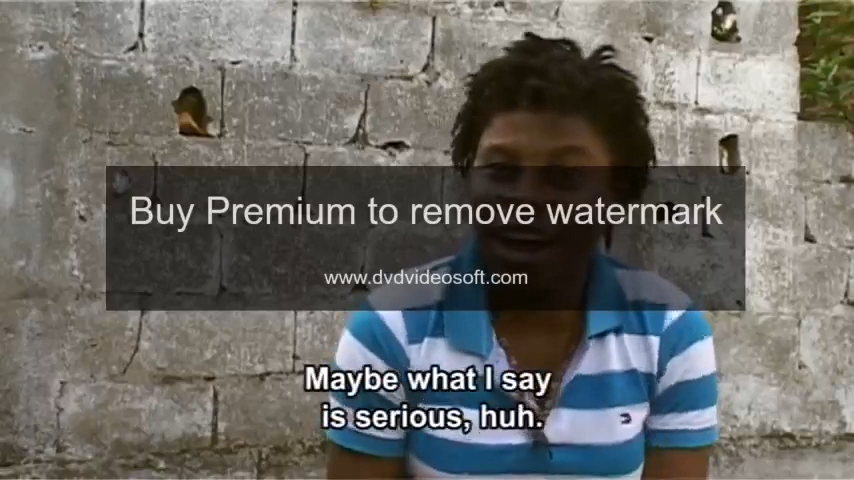 Buy Premium to remove watermark
www.dvdvideosoft.com
Maybe what I say
is serious, huh.